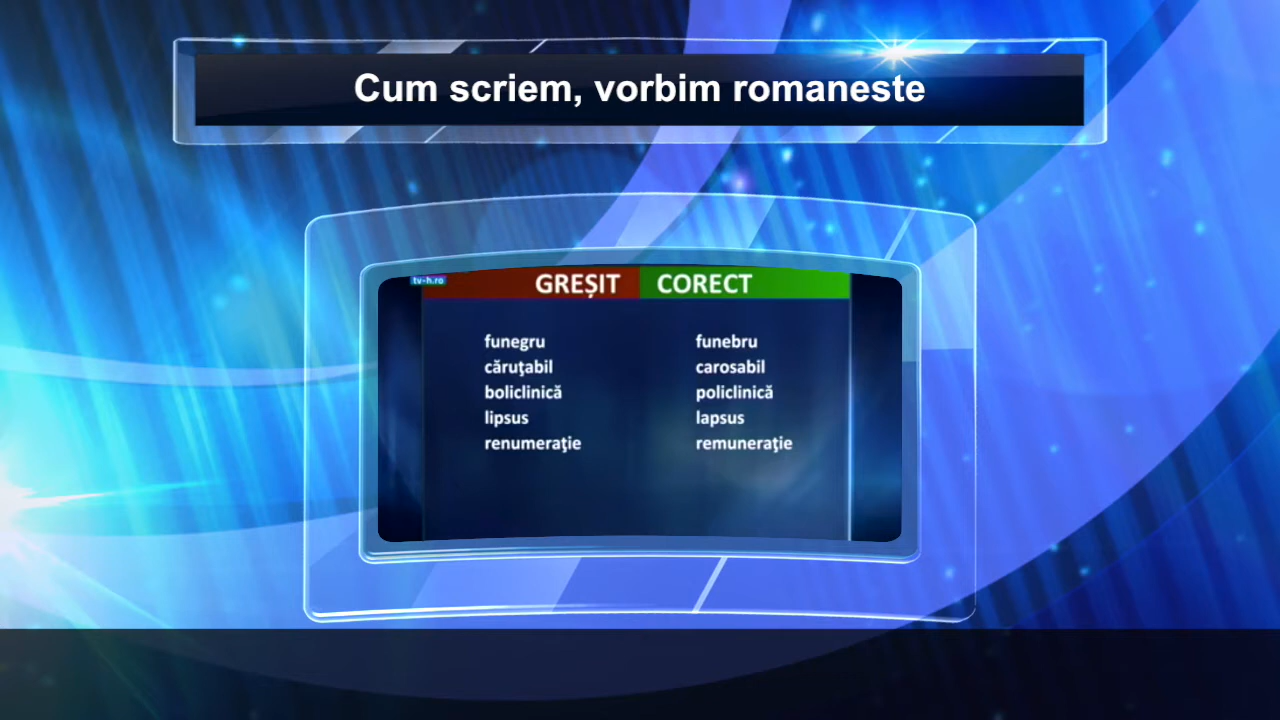 Cum scriem, vorbim romaneste
tv-h.ro
GREȘIT CORECT
funegru funebru
căruţabil carosabil
boliclinică policlinică
lipsus lapsus
renumeraţie remuneraţie